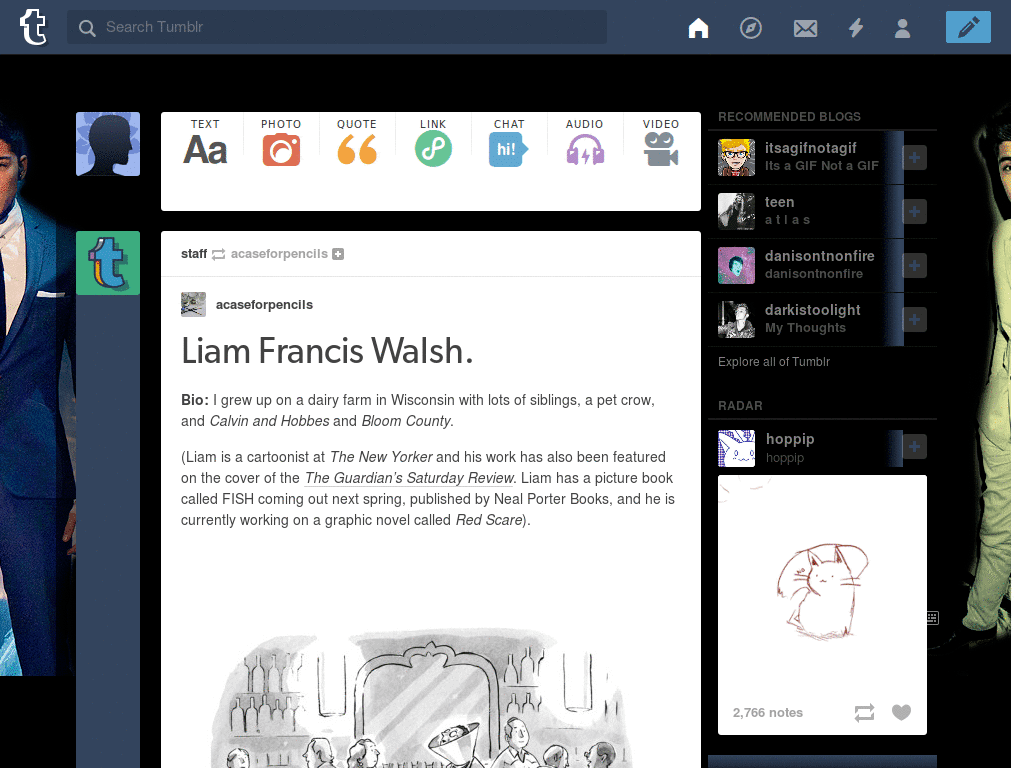 Search Tumblr
TEXT PHOTO QUOTE LINK CHAT AUDIO VIDEO
Aa
hi!
staff acaseforpencils
acaseforpencils
Liam Francis Walsh.
Bio: I grew up on a dairy farm in Wisconsin with lots of siblings, a pet crow,
and Calvin and Hobbes and Bloom County.
(Liam is a cartoonist at The New Yorker and his work has also been featured
on the cover of the The Guardian's Saturday Review. Liam has a picture book
called FISH coming out next spring, published by Neal Porter Books, and he is
currently working on a graphic novel called Red Scare).
RECOMMENDED BLOGS
itsagifnotagif
Its a GIF Not a GIF
teen
a t l a s
danisontnonfire
danisontnonfire
darkistoolight
My Thoughts
Explore all of Tumblr
RADAR
hoppip
hoppip
2,766 notes